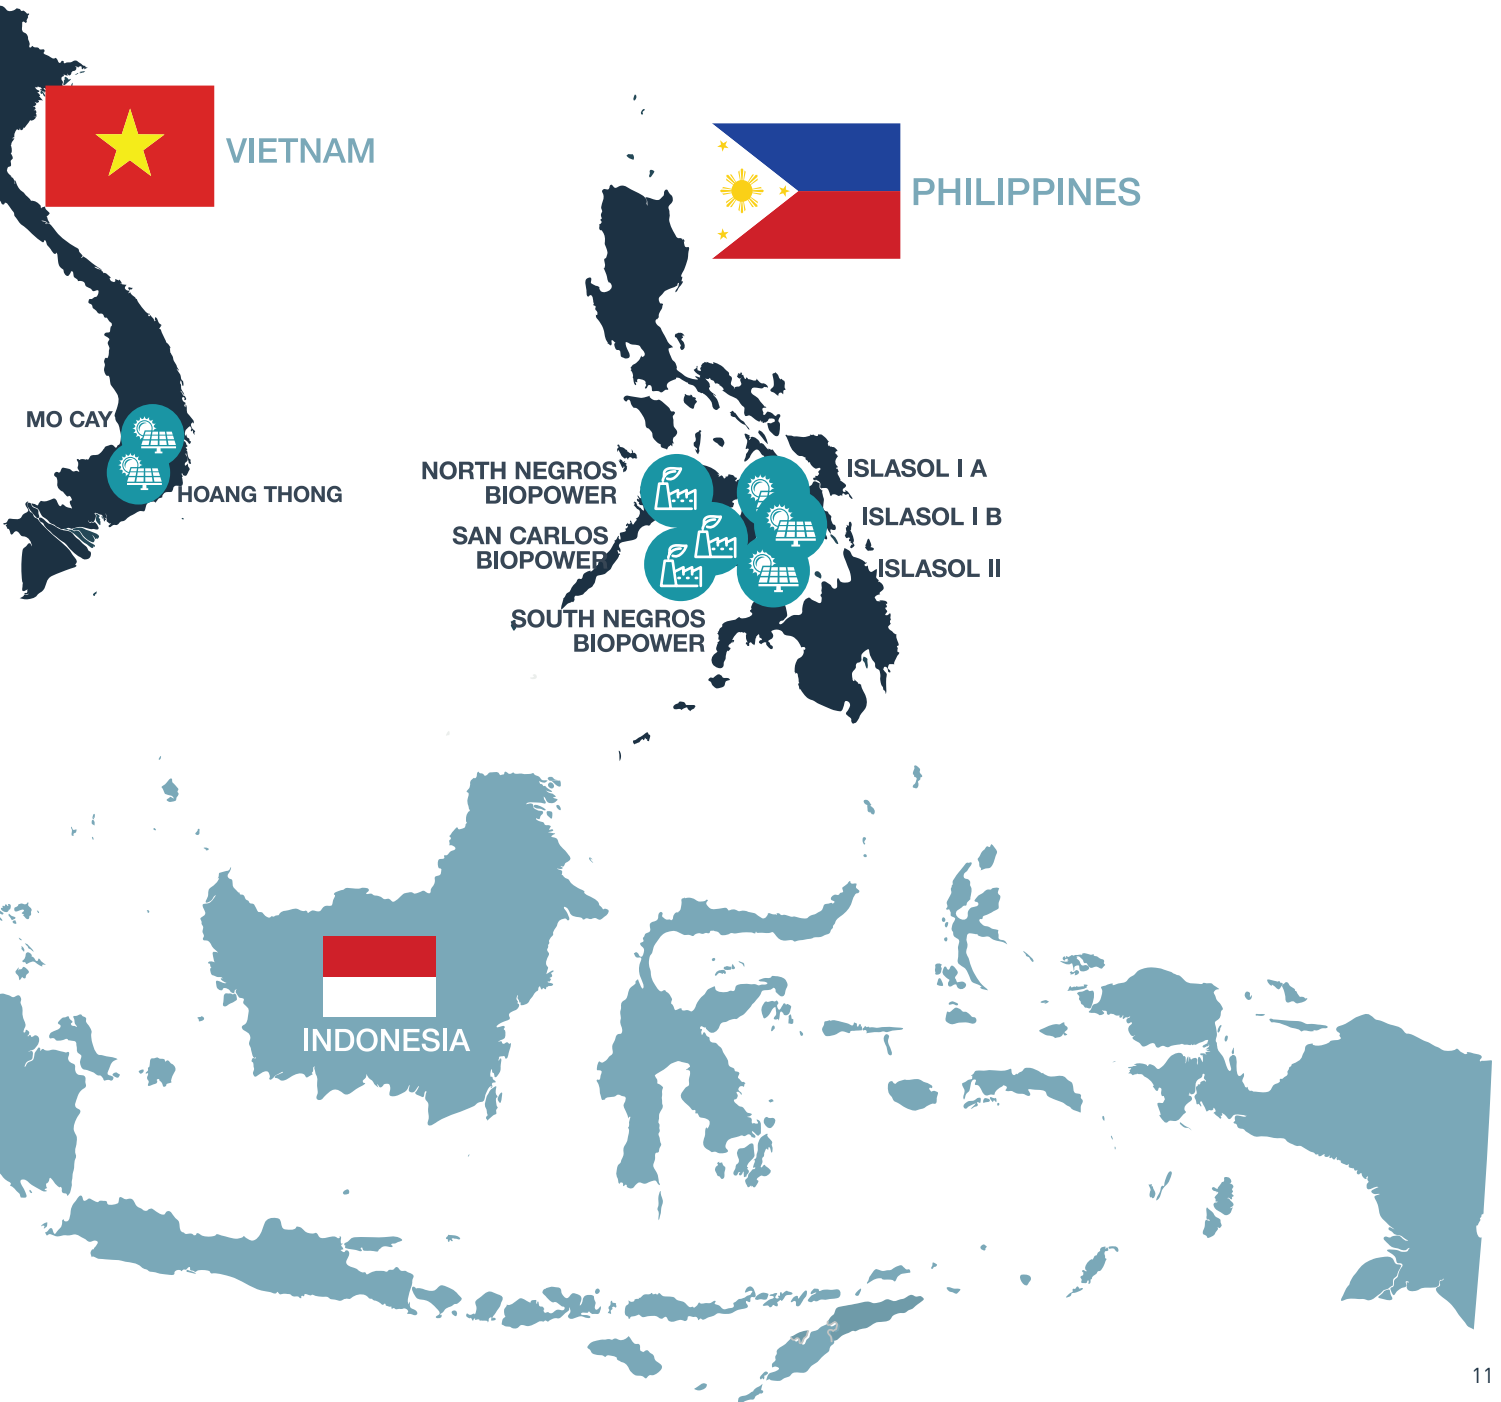 VIETNAM
PHILIPPINES
MO CAY
HOANG THONG
NORTH NEGROS
BIOPOWER
SAN CARLOS
BIOPOWER
SOUTH NEGROS
BIOPOWER
ISLASOL I A
ISLASOL I B
ISLASOL II
INDONESIA
11